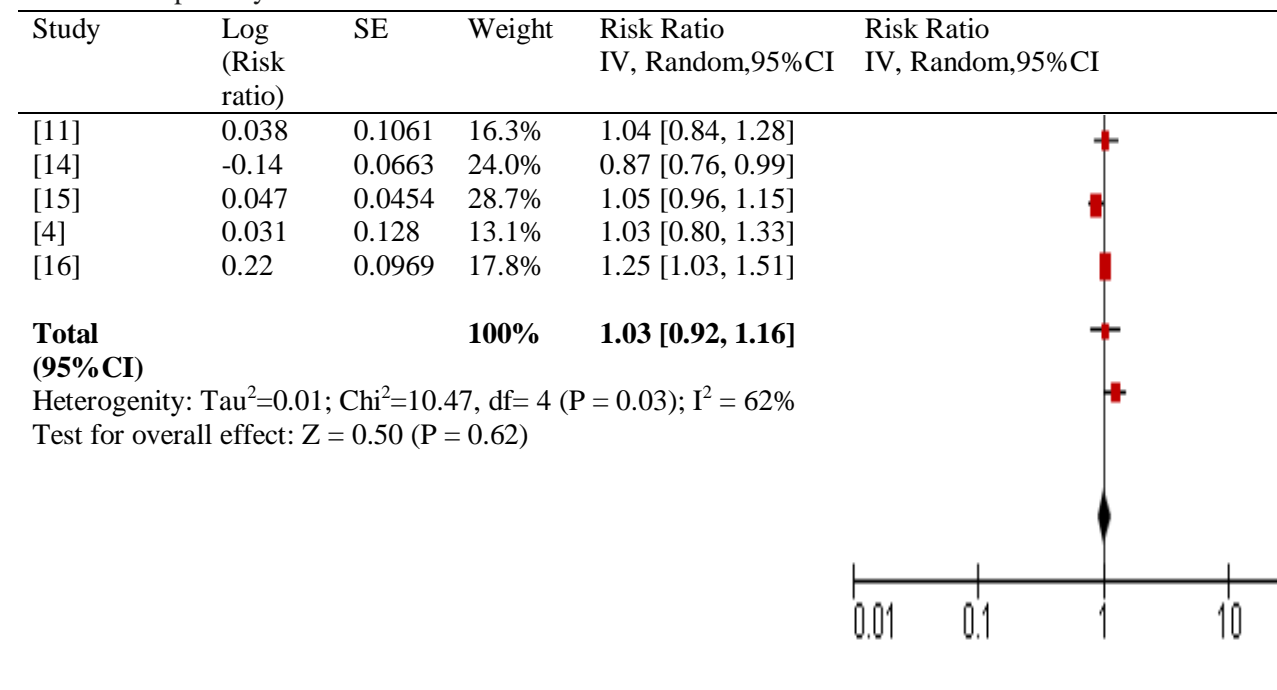 Study Log SE Weight Risk Ratio Risk Ratio
(Risk IV, Random,95%CI IV, Random,95%CI
ratio)
[11] 0.038 0.1061 16.3% 1.04 [0.84, 1.28]
[14] -0.14 0.0663 24.0% 0.87 [0.76, 0.99]
[15] 0.047 0.0454 28.7% 1.05 [0.96, 1.15]
[4] 0.031 0.128 13.1% 1.03 [0.80, 1.33]
[16] 0.22 0.0969 17.8% 1.25 [1.03, 1.51]
Total 100% 1.03 [0.92, 1.16]
(95%CI)
Heterogenity: Tau²=0.01; Chi²=10.47, df= 4 (P = 0.03); I² = 62%
Test for overall effect: Z = 0.50 (P = 0.62)
0.01 0.1 1 10